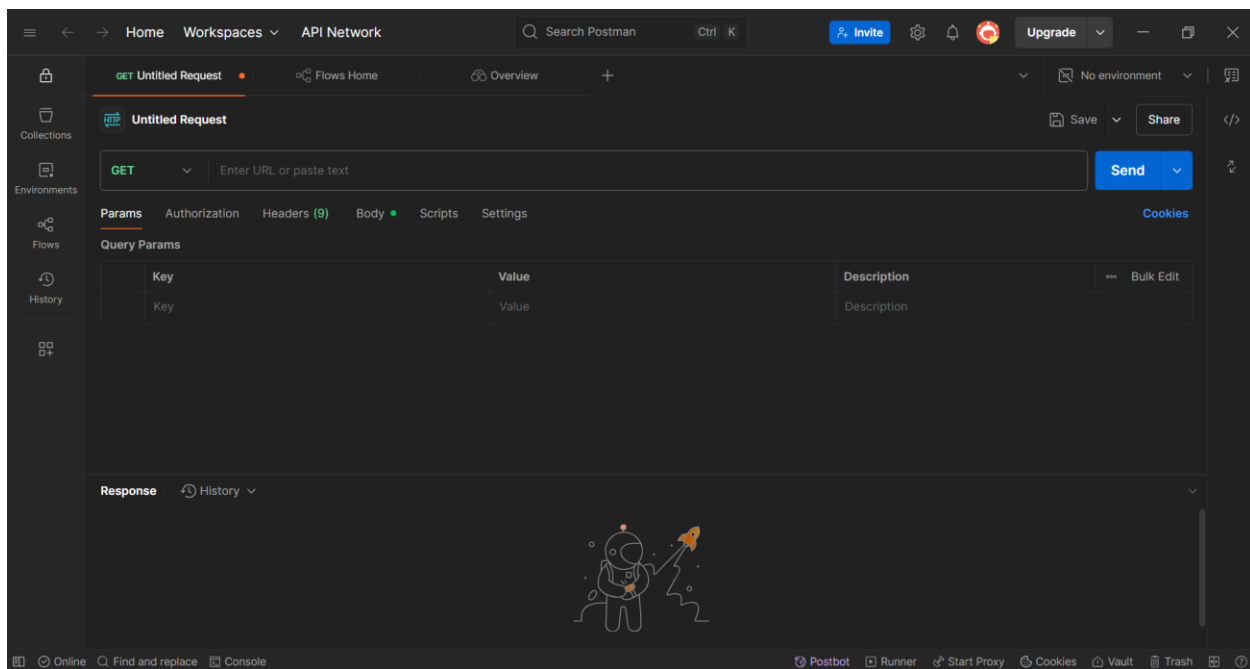 Home Workspaces API Network Search Postman Ctrl K Invite Upgrade
GET Untitled Request Flows Home Overview No environment
Collections
HTTP Untitled Request Save Share
Environments
GET Enter URL or paste text Send
Flows
Params Authorization Headers (9) Body Scripts Settings Cookies
Query Params
History
Key Value Description Bulk Edit
Key Value Description
Response History
Online Find and replace Console Postbot Runner Start Proxy Cookies Vault Trash